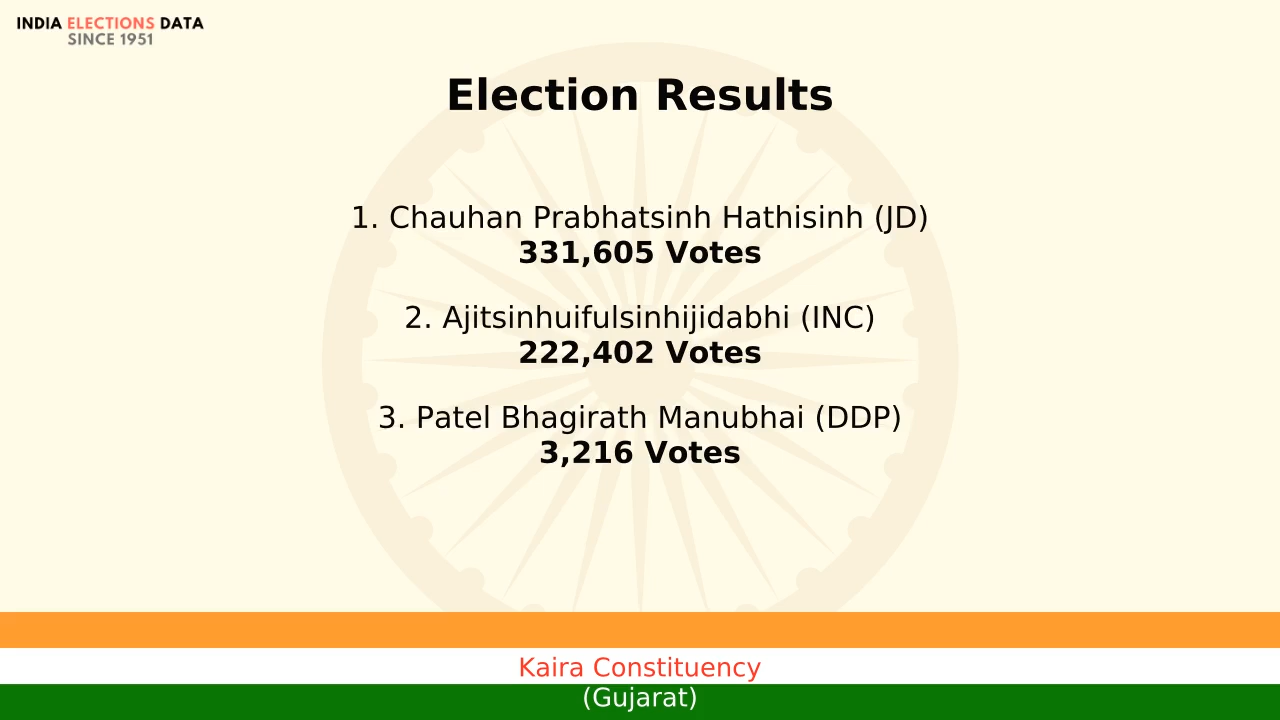 INDIA ELECTIONS DATA
SINCE 1951
Election Results
1. Chauhan Prabhatsinh Hathisinh (JD)
331,605 Votes
2. Ajitsinhuifulsinhijidabhi (INC)
222,402 Votes
3. Patel Bhagirath Manubhai (DDP)
3,216 Votes
Kaira Constituency
(Gujarat)